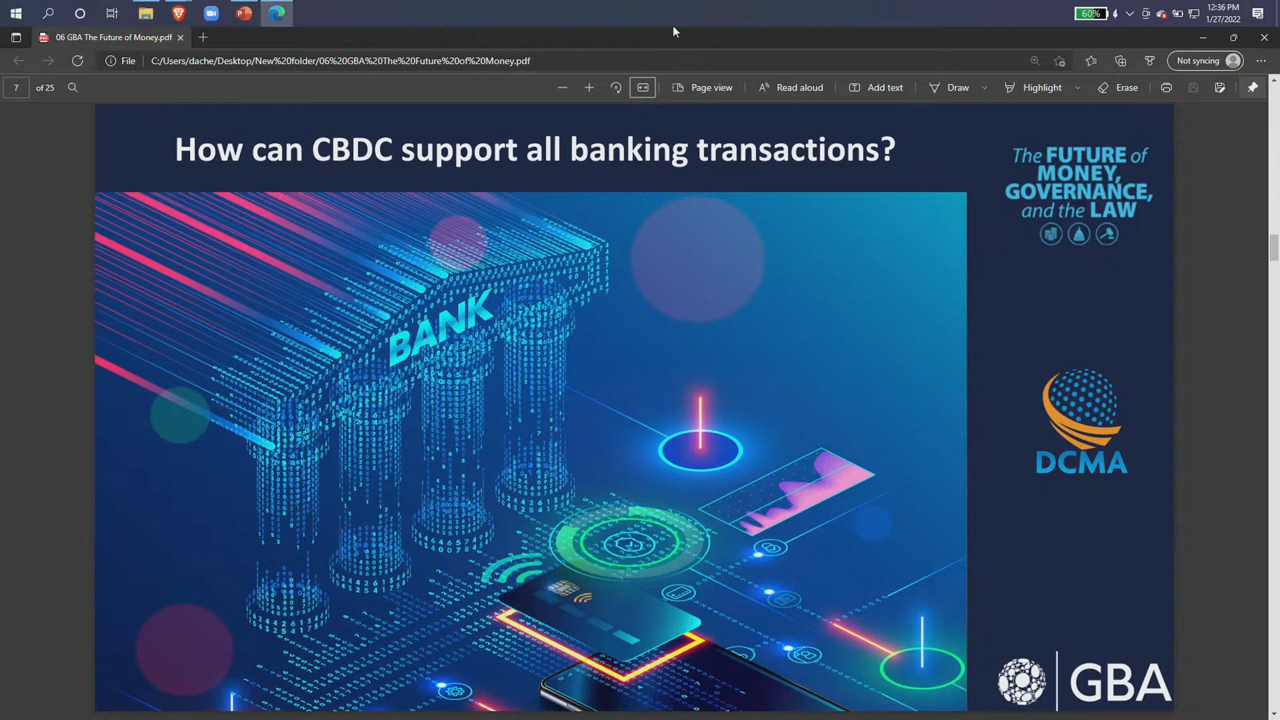 60%
12:36 PM
1/27/2022
06 GBA The Future of Money.pdf
File
C:/Users/dache/Desktop/New%20folder/06%20GBA%20The%20Future%20of%20Money.pdf
Not syncing
7
of 25
Page view
Read aloud
Add text
Draw
Highlight
Erase
How can CBDC support all banking transactions?
The FUTURE of
MONEY,
GOVERNANCE,
and the LAW
BANK
DCMA
GBA